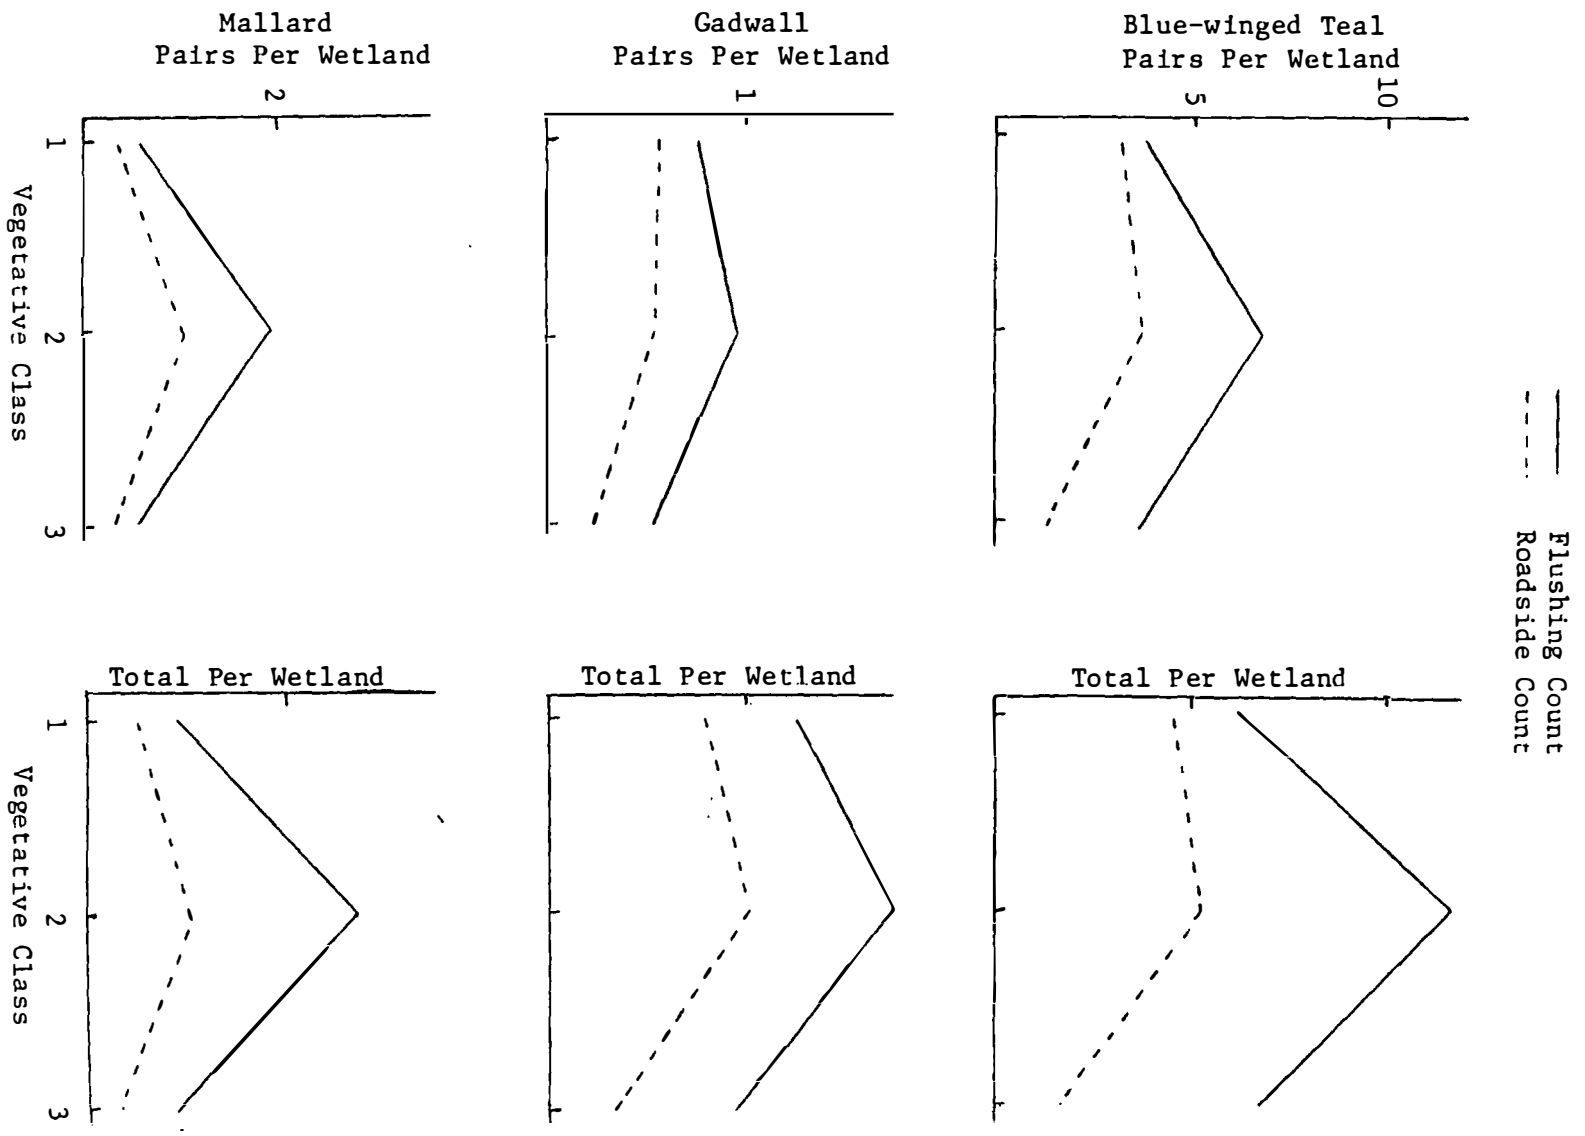 Mallard
Pairs Per Wetland
2
1
2
3
Vegetative Class
Gadwall
Pairs Per Wetland
1
Blue-winged Teal
Pairs Per Wetland
5
10
Flushing Count
Roadside Count
Total Per Wetland
1
2
3
Vegetative Class
Total Per Wetland
Total Per Wetland